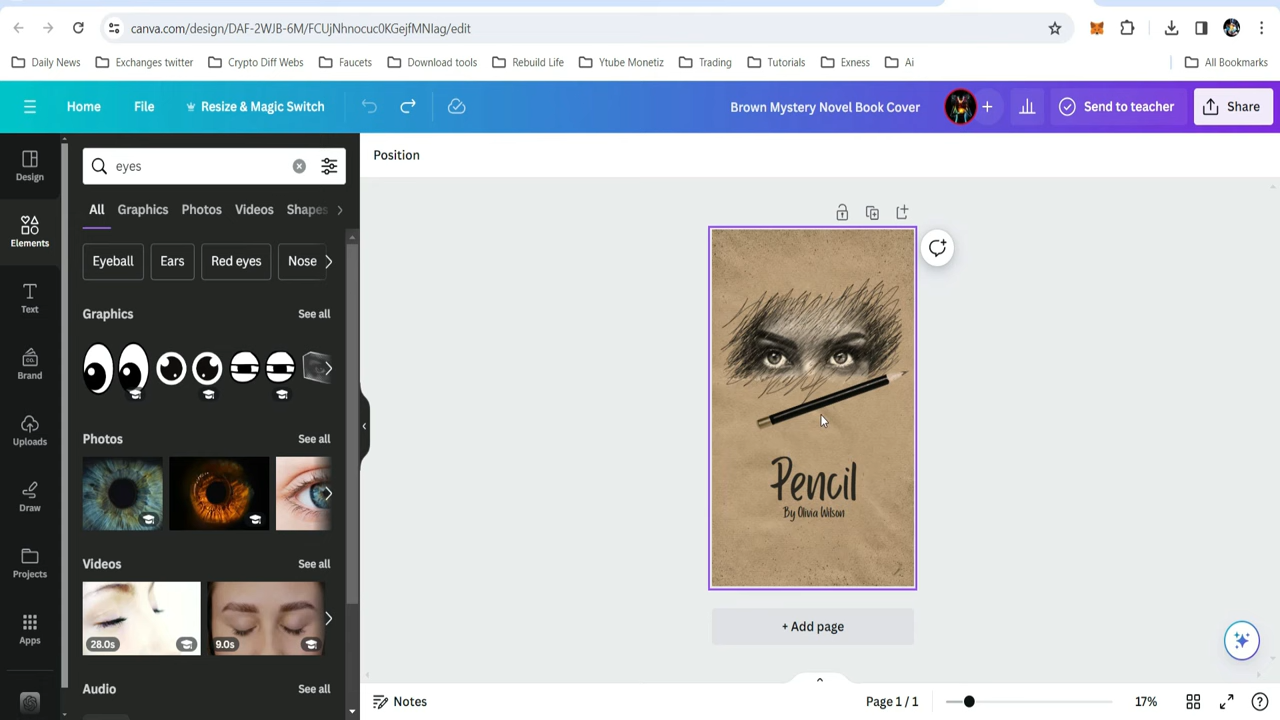 canva.com/design/DAF-2WJB-6M/FCUjNhnocuc0KGejfMNlag/edit
Daily News
Exchanges twitter
Crypto Diff Webs
Faucets
Download tools
Rebuild Life
Ytube Monetiz
Trading
Tutorials
Exness
Ai
All Bookmarks
Home
File
Resize & Magic Switch
Brown Mystery Novel Book Cover
Send to teacher
Share
Design
Elements
Text
Brand
Uploads
Draw
Projects
Apps
eyes
All
Graphics
Photos
Videos
Shapes
Eyeball
Ears
Red eyes
Nose
Graphics
See all
Photos
See all
Videos
See all
28.0s
9.0s
Audio
See all
Position
Pencil
By Olivia Wilson
+ Add page
Notes
Page 1 / 1
17%